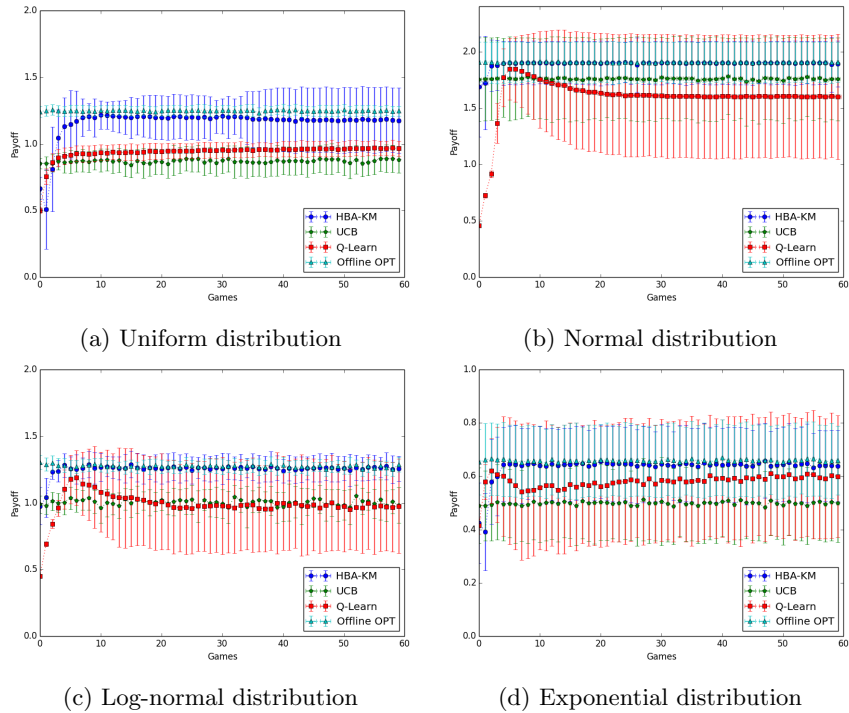 2.0
1.5
1.0
0.5
0.0
Payoff
0 10 20 30 40 50 60
Games
HBA-KM
UCB
Q-Learn
Offline OPT
(a) Uniform distribution
2.0
1.5
1.0
0.5
0.0
Payoff
0 10 20 30 40 50 60
Games
HBA-KM
UCB
Q-Learn
Offline OPT
(b) Normal distribution
2.0
1.5
1.0
0.5
0.0
Payoff
0 10 20 30 40 50 60
Games
HBA-KM
UCB
Q-Learn
Offline OPT
(c) Log-normal distribution
1.0
0.8
0.6
0.4
0.2
0.0
Payoff
0 10 20 30 40 50 60
Games
HBA-KM
UCB
Q-Learn
Offline OPT
(d) Exponential distribution